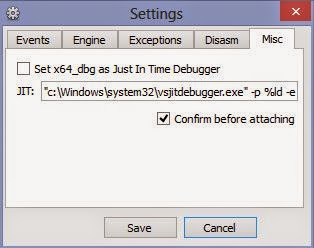 Settings
Events Engine Exceptions Disasm Misc
Set x64_dbg as Just In Time Debugger
JIT: "c:\Windows\system32\vsjitdebugger.exe" -p %ld -e
Confirm before attaching
Save Cancel